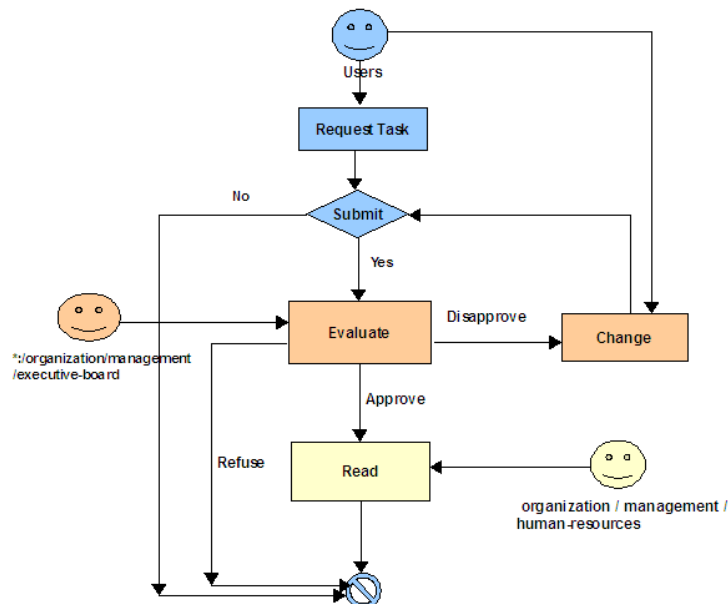 Users
Request Task
No
Submit
Yes
Evaluate
Disapprove
Change
*:/organization/management
/executive-board
Approve
Refuse
Read
organization / management /
human-resources